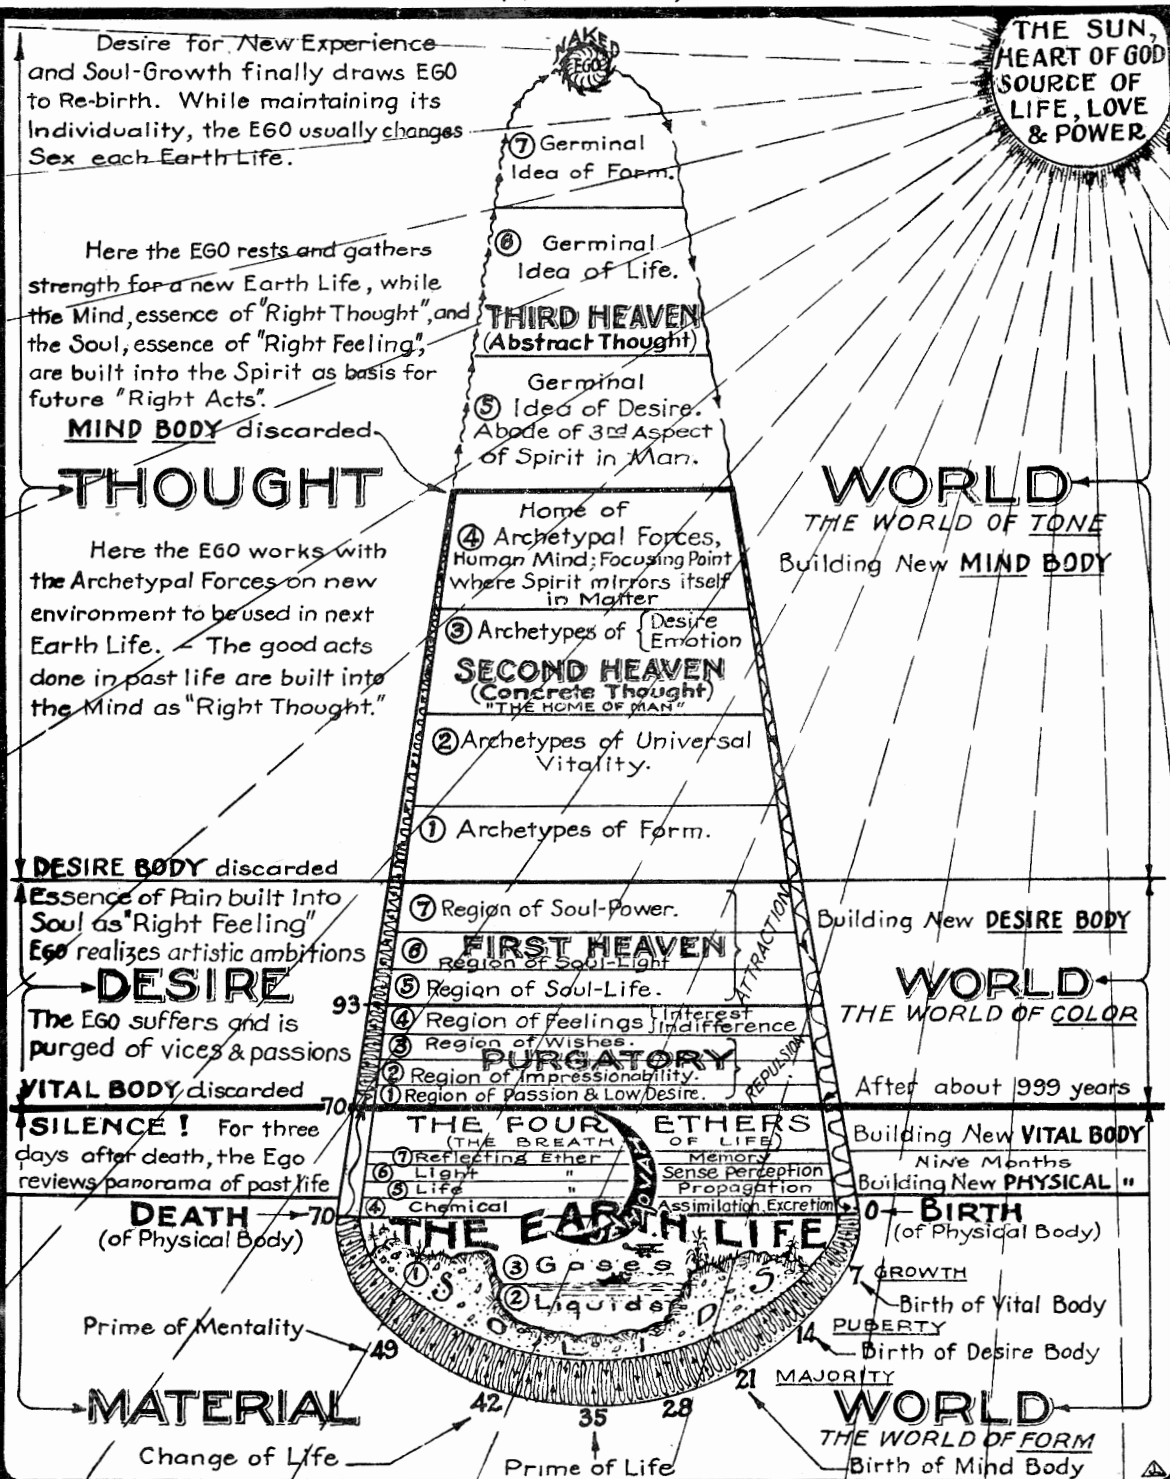 THE SUN,
HEART OF GOD
SOURCE OF
LIFE, LOVE
& POWER
NAKED
EGO
Desire for New Experience
and Soul-Growth finally draws EGO
to Re-birth. While maintaining its
Individuality, the EGO usually changes
Sex each Earth Life.
7 Germinal
Idea of Form.
Here the EGO rests and gathers
strength for a new Earth Life, while
the Mind, essence of "Right Thought", and
the Soul, essence of "Right Feeling",
are built into the Spirit as basis for
future "Right Acts".
MIND BODY discarded
6 Germinal
Idea of Life.
THIRD HEAVEN
(Abstract Thought)
Germinal
5 Idea of Desire.
Abode of 3rd Aspect
of Spirit in Man.
THOUGHT
WORLD
THE WORLD OF TONE
Building New MIND BODY
Here the EGO works with
the Archetypal Forces on new
environment to be used in next
Earth Life. – The good acts
done in past life are built into
the Mind as "Right Thought."
Home of
4 Archetypal Forces,
Human Mind; Focusing Point
where Spirit mirrors itself
in Matter
3 Archetypes of { Desire
Emotion
SECOND HEAVEN
(Concrete Thought)
"THE HOME OF MAN"
2 Archetypes of Universal
Vitality.
1 Archetypes of Form.
DESIRE BODY discarded
Essence of Pain built into
Soul as "Right Feeling"
EGO realizes artistic ambitions
DESIRE
The EGO suffers and is
purged of vices & passions
VITAL BODY discarded
7 Region of Soul-Power.
FIRST HEAVEN
6 Region of Soul-Light
5 Region of Soul-Life.
ATTRACTION
93
4 Region of Feelings { Interest
Indifference
3 Region of Wishes.
PURGATORY
2 Region of Impressionability.
1 Region of Passion & Low Desire.
REPULSION
Building New DESIRE BODY
WORLD
THE WORLD OF COLOR
After about 999 years
70
SILENCE! For three
days after death, the Ego
reviews panorama of past life
THE FOUR ETHERS
(THE BREATH OF LIFE)
7 Reflecting Ether Memory
6 Light " Sense Perception
5 Life " Propagation
4 Chemical Assimilation, Excretion
JEHOVAH
Building New VITAL BODY
Nine Months
Building New PHYSICAL "
DEATH 70
(of Physical Body)
0 BIRTH
(of Physical Body)
THE EARTH LIFE
3 Gases
2 Liquids
1 SOLIDS
7 GROWTH
Birth of Vital Body
PUBERTY
14
Birth of Desire Body
21 MAJORITY
Prime of Mentality
49
42
35
28
MATERIAL
WORLD
THE WORLD OF FORM
Change of Life
Prime of Life
Birth of Mind Body